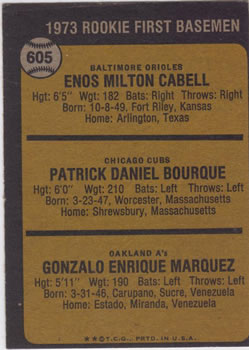 1973 ROOKIE FIRST BASEMEN
605
BALTIMORE ORIOLES
ENOS MILTON CABELL
Hgt: 6'5" Wgt: 182 Bats: Right Throws: Right
Born: 10-8-49, Fort Riley, Kansas
Home: Arlington, Texas
CHICAGO CUBS
PATRICK DANIEL BOURQUE
Hgt: 6'0" Wgt: 210 Bats: Left Throws: Left
Born: 3-23-47, Worcester, Massachusetts
Home: Shrewsbury, Massachusetts
OAKLAND A's
GONZALO ENRIQUE MARQUEZ
Hgt: 5'11" Wgt: 190 Bats: Left Throws: Left
Born: 3-31-46, Carupano, Sucre, Venezuela
Home: Estado, Miranda, Venezuela
**©T.C.G., PRTD. IN U.S.A.